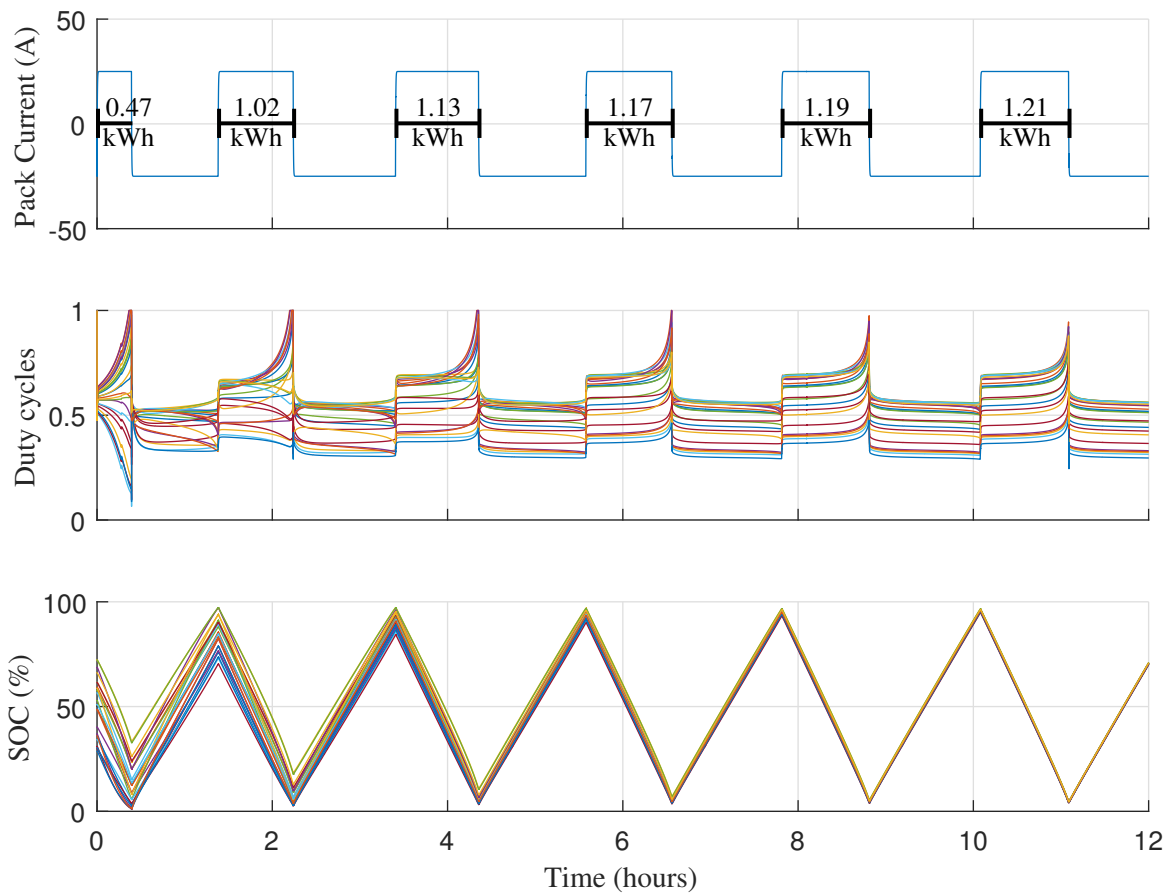 50
0
-50
Pack Current (A)
0.47 1.02 1.13 1.17 1.19 1.21
kWh kWh kWh kWh kWh kWh
1
0.5
0
Duty cycles
100
50
0
SOC (%)
0 2 4 6 8 10 12
Time (hours)